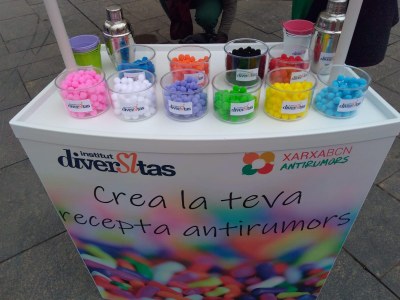 institut
diversitas
XARXABCN
ANTIRUMORS
Crea la teva
recepta antirumors